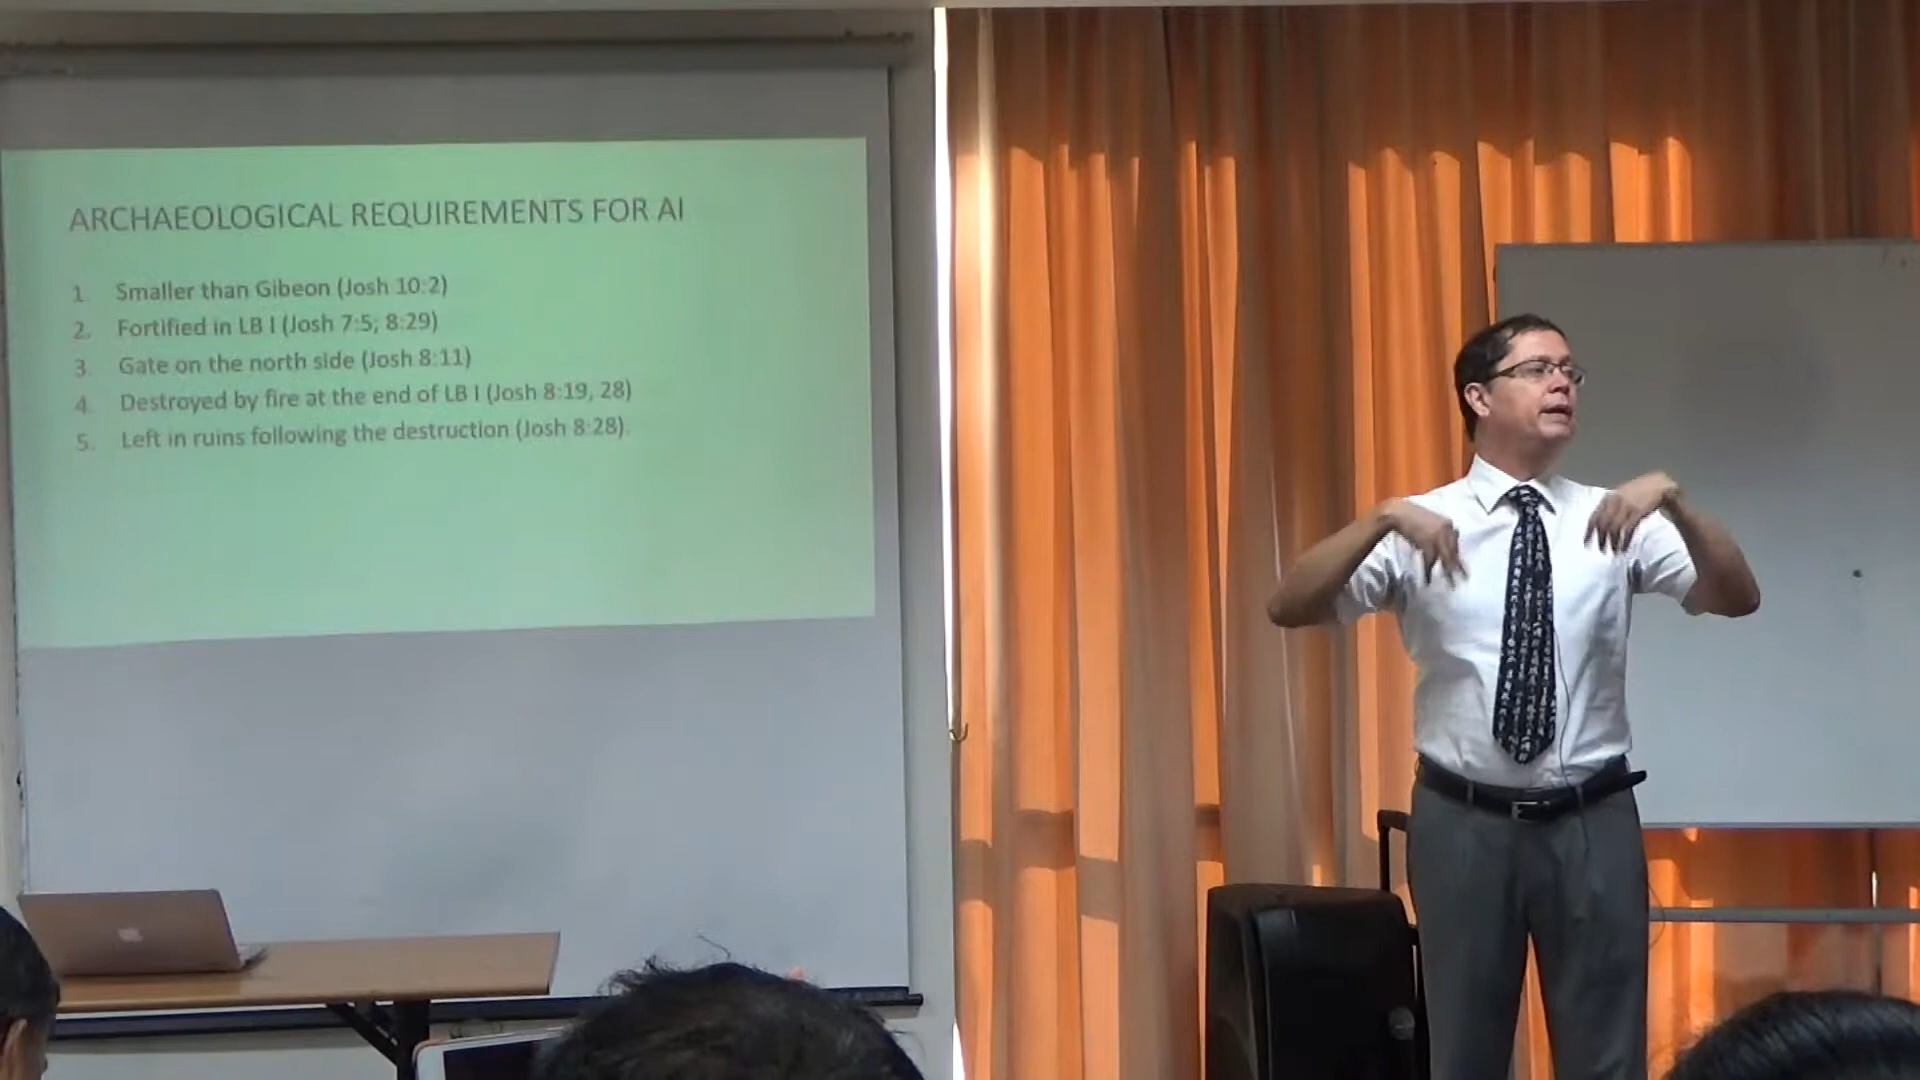 ARCHAEOLOGICAL REQUIREMENTS FOR AI
1. Smaller than Gibeon (Josh 10:2)
2. Fortified in LB I (Josh 7:5; 8:29)
3. Gate on the north side (Josh 8:11)
4. Destroyed by fire at the end of LB I (Josh 8:19, 28)
5. Left in ruins following the destruction (Josh 8:28).